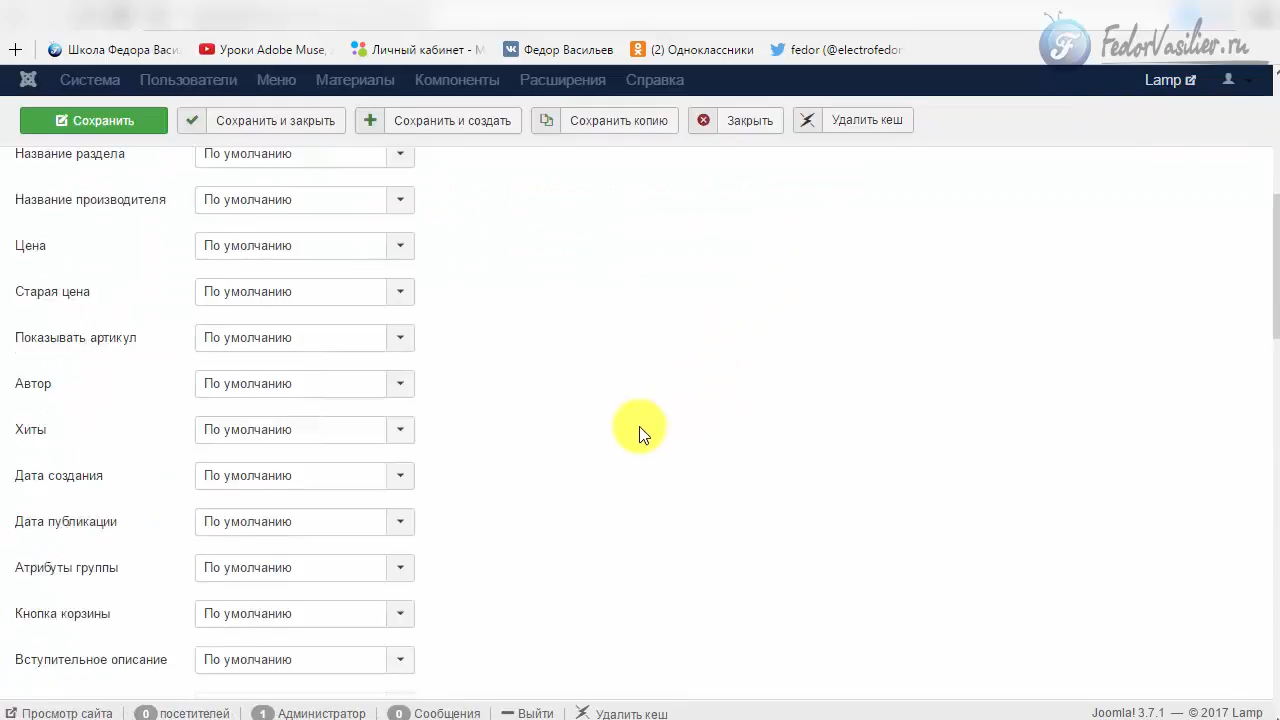 FedorVasilier.ru
Школа Федора Васи
Уроки Adobe Muse,
Личный кабинет - М
Федор Васильев
(2) Одноклассники
fedor (@electrofedor
Система Пользователи Меню Материалы Компоненты Расширения Справка Lamp
Сохранить Сохранить и закрыть Сохранить и создать Сохранить копию Закрыть Удалить кеш
Название раздела По умолчанию
Название производителя По умолчанию
Цена По умолчанию
Старая цена По умолчанию
Показывать артикул По умолчанию
Автор По умолчанию
Хиты По умолчанию
Дата создания По умолчанию
Дата публикации По умолчанию
Атрибуты группы По умолчанию
Кнопка корзины По умолчанию
Вступительное описание По умолчанию
Просмотр сайта 0 посетителей 1 Администратор 0 Сообщения Выйти Удалить кеш Joomla! 3.7.1 — © 2017 Lamp